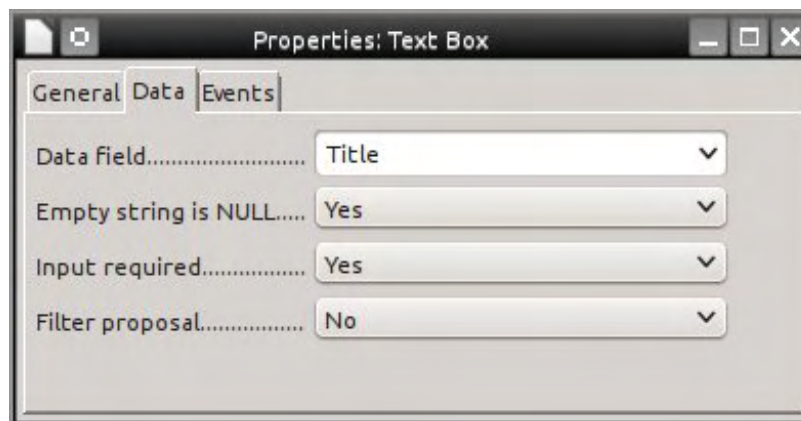 Properties: Text Box
General Data Events
Data field.......................... Title
Empty string is NULL..... Yes
Input required................. Yes
Filter proposal................. No